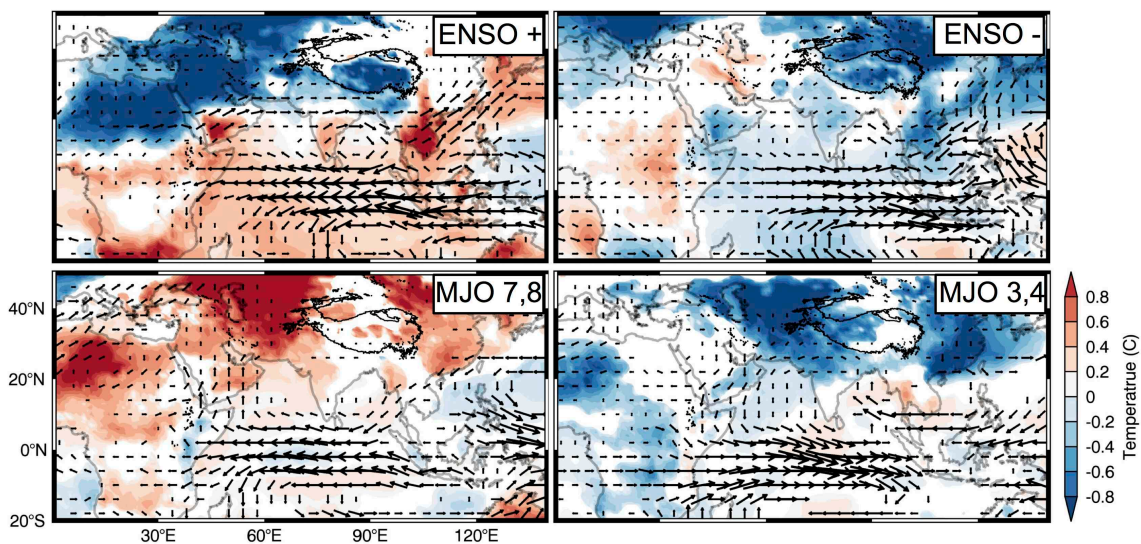 ENSO +
ENSO -
MJO 7,8
MJO 3,4
40°N
20°N
0°N
20°S
30°E
60°E
90°E
120°E
0.8
0.6
0.4
0.2
0
-0.2
-0.4
-0.6
-0.8
Temperatrue (C)